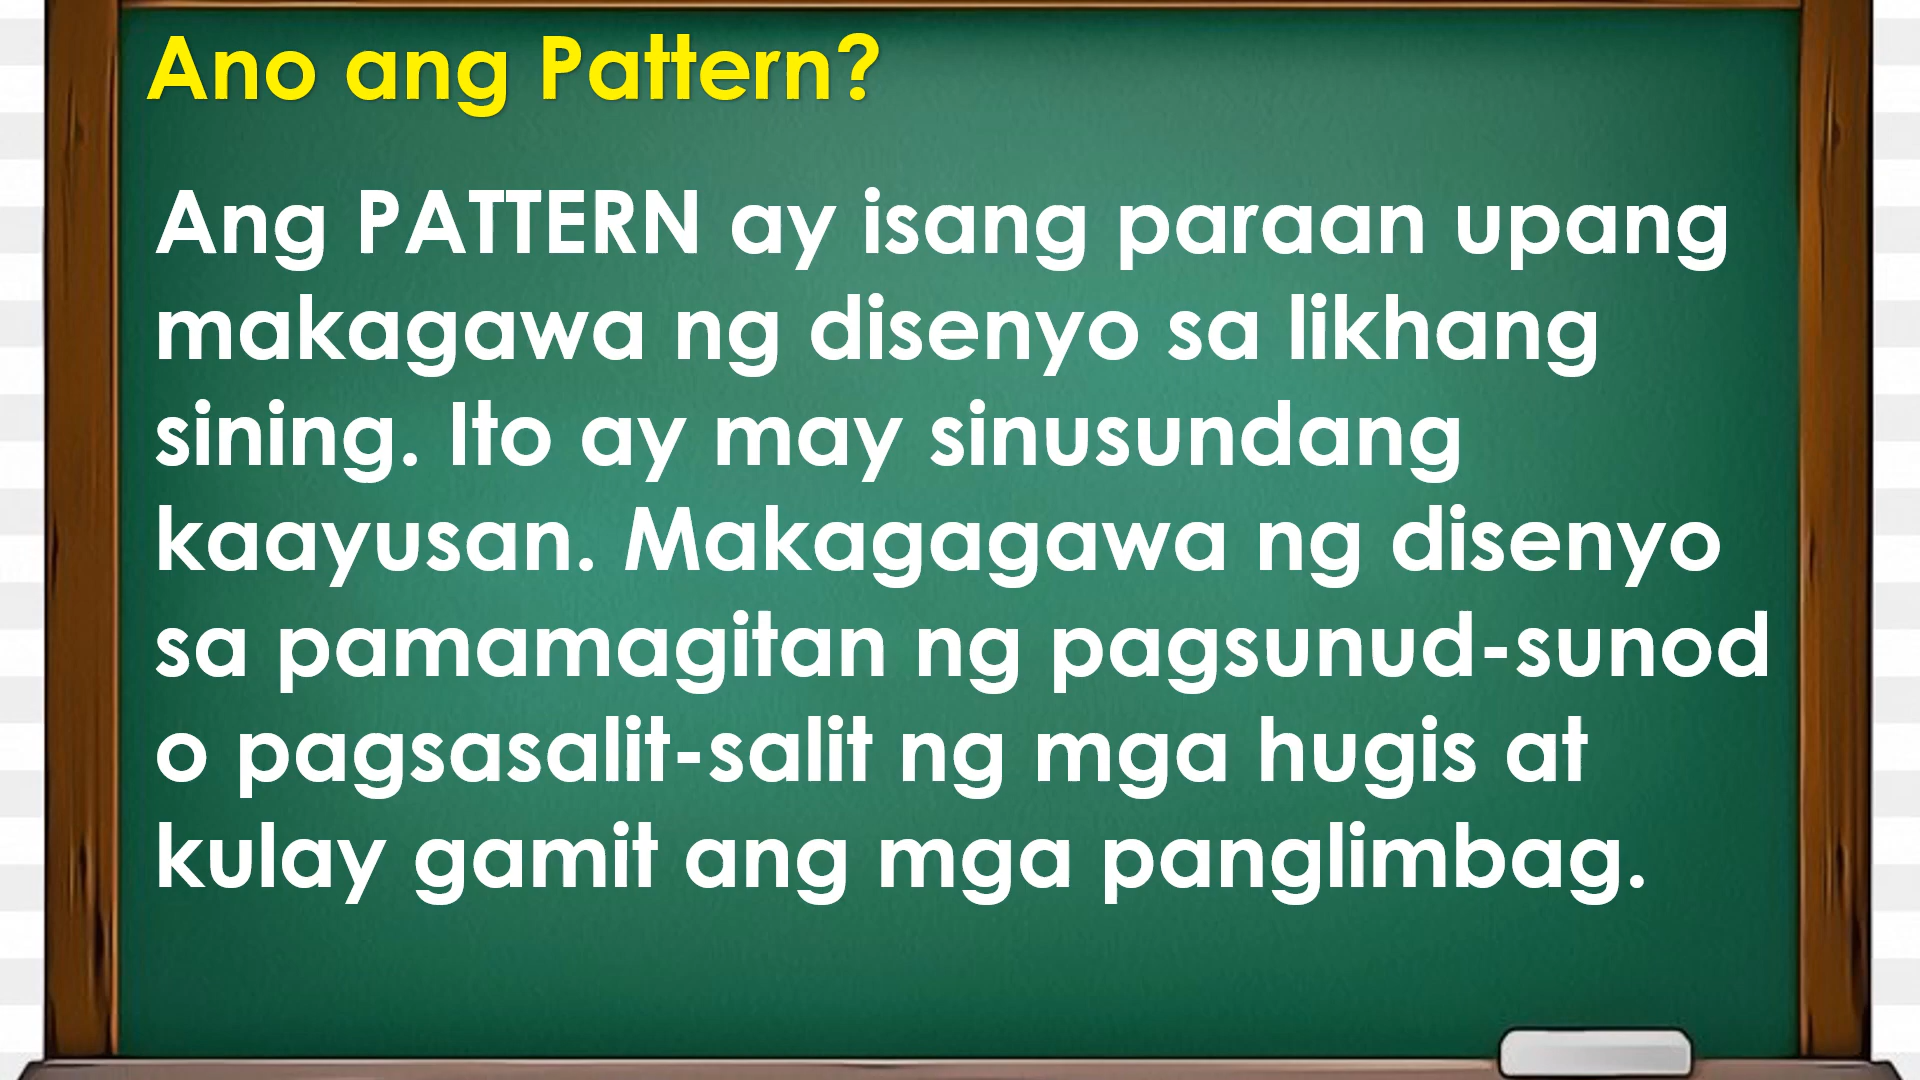 Ano ang Pattern?
Ang PATTERN ay isang paraan upang
makagawa ng disenyo sa likhang
sining. Ito ay may sinusundang
kaayusan. Makagagawa ng disenyo
sa pamamagitan ng pagsunud-sunod
o pagsasalit-salit ng mga hugis at
kulay gamit ang mga panglimbag.